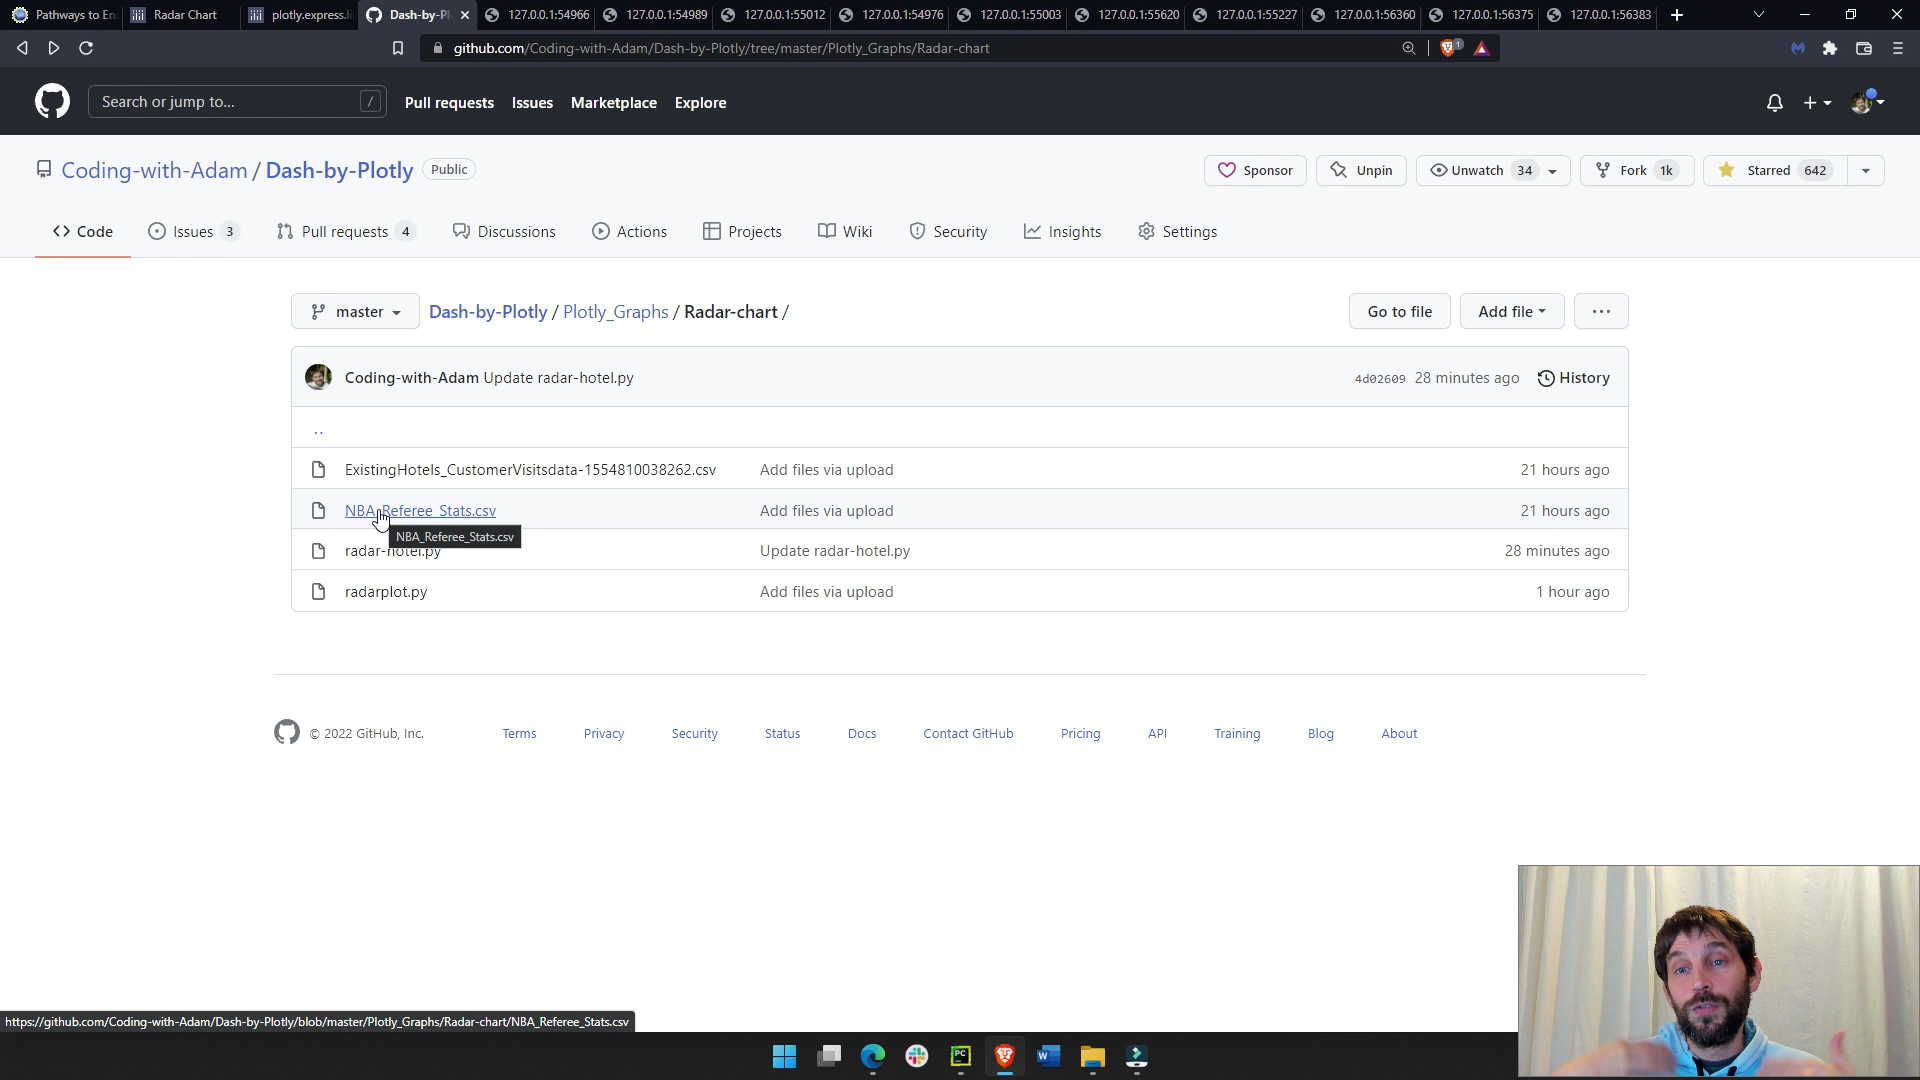 Pathways to En
Radar Chart
plotly.express.li
Dash-by-Pl
127.0.0.1:54966
127.0.0.1:54989
127.0.0.1:55012
127.0.0.1:54976
127.0.0.1:55003
127.0.0.1:55620
127.0.0.1:55227
127.0.0.1:56360
127.0.0.1:56375
127.0.0.1:56383
github.com/Coding-with-Adam/Dash-by-Plotly/tree/master/Plotly_Graphs/Radar-chart
1
Search or jump to...
/
Pull requests
Issues
Marketplace
Explore
Coding-with-Adam / Dash-by-Plotly
Public
Sponsor
Unpin
Unwatch 34
Fork 1k
Starred 642
<> Code
Issues 3
Pull requests 4
Discussions
Actions
Projects
Wiki
Security
Insights
Settings
master
Dash-by-Plotly / Plotly_Graphs / Radar-chart /
Go to file
Add file
...
Coding-with-Adam Update radar-hotel.py
4d02609 28 minutes ago
History
..
ExistingHotels_CustomerVisitsdata-1554810038262.csv
Add files via upload
21 hours ago
NBA_Referee_Stats.csv
Add files via upload
21 hours ago
NBA_Referee_Stats.csv
radar-hotel.py
Update radar-hotel.py
28 minutes ago
radarplot.py
Add files via upload
1 hour ago
© 2022 GitHub, Inc.
Terms
Privacy
Security
Status
Docs
Contact GitHub
Pricing
API
Training
Blog
About
https://github.com/Coding-with-Adam/Dash-by-Plotly/blob/master/Plotly_Graphs/Radar-chart/NBA_Referee_Stats.csv
PC
W